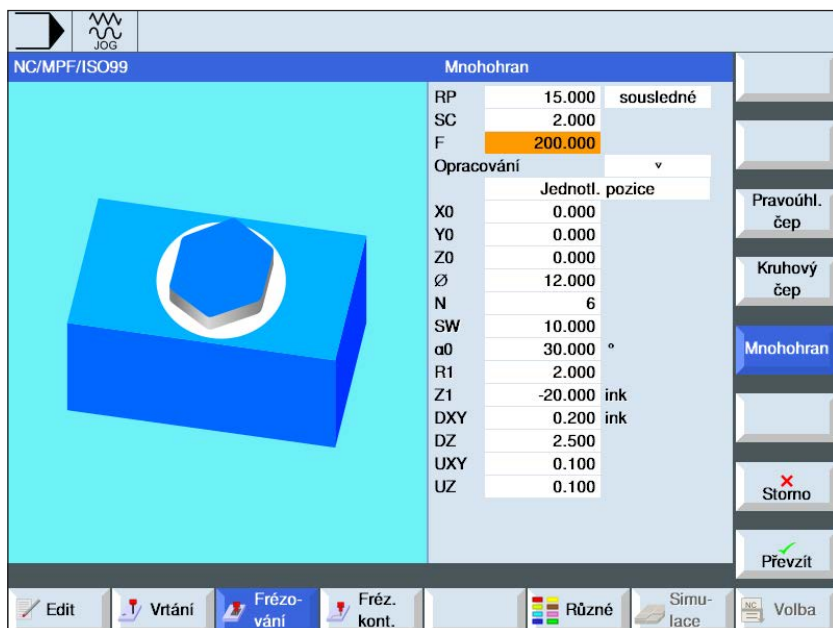 JOG
NC/MPF/ISO99
Mnohohran
RP 15.000 sousledné
SC 2.000
F 200.000
Opracování ᐁ
Jednotl. pozice
X0 0.000
Y0 0.000
Z0 0.000
Ø 12.000
N 6
SW 10.000
α0 30.000 °
R1 2.000
Z1 -20.000 ink
DXY 0.200 ink
DZ 2.500
UXY 0.100
UZ 0.100
Pravoúhl.
čep
Kruhový
čep
Mnohohran
Storno
Převzít
Edit
Vrtání
Frézo-
vání
Fréz.
kont.
Různé
Simu-
lace
NC
Volba